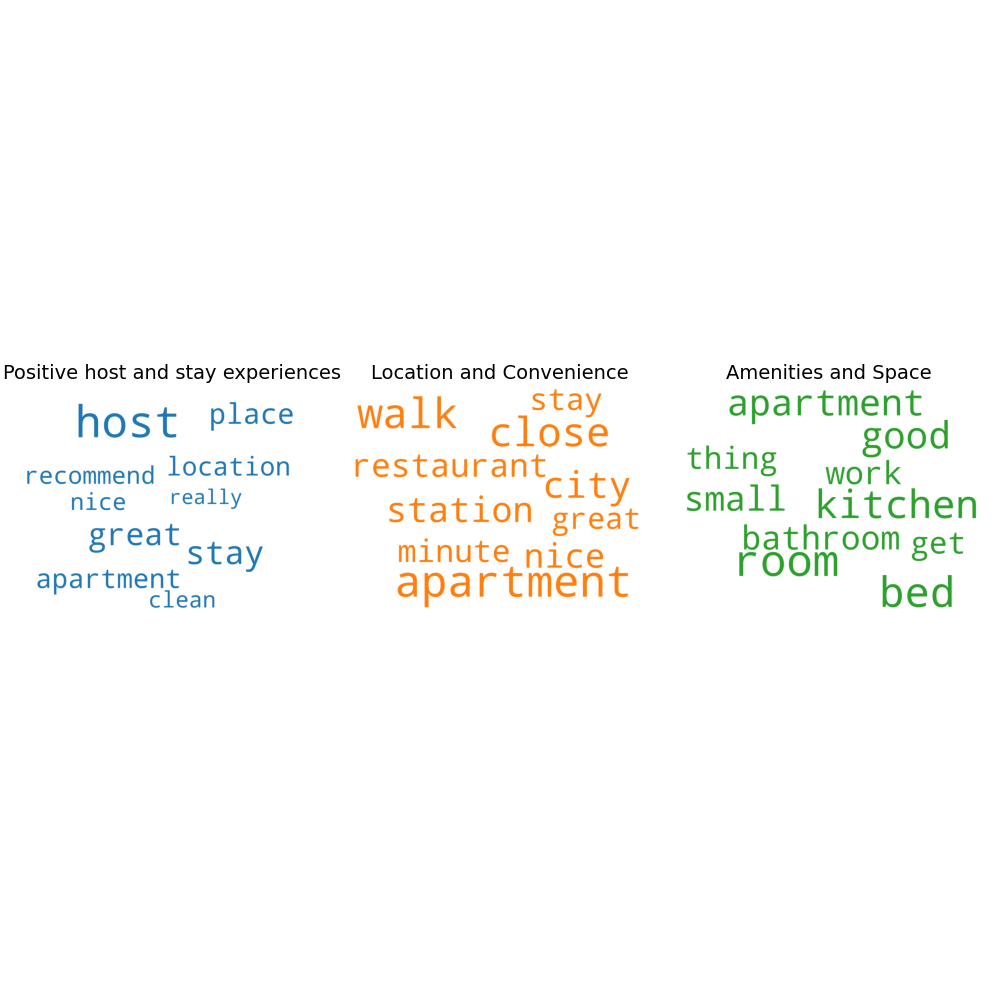 Positive host and stay experiences
host
place
recommend
location
nice
really
great
stay
apartment
clean
Location and Convenience
walk
stay
close
restaurant
city
station
great
minute
nice
apartment
Amenities and Space
apartment
good
thing
work
small
kitchen
bathroom
get
room
bed